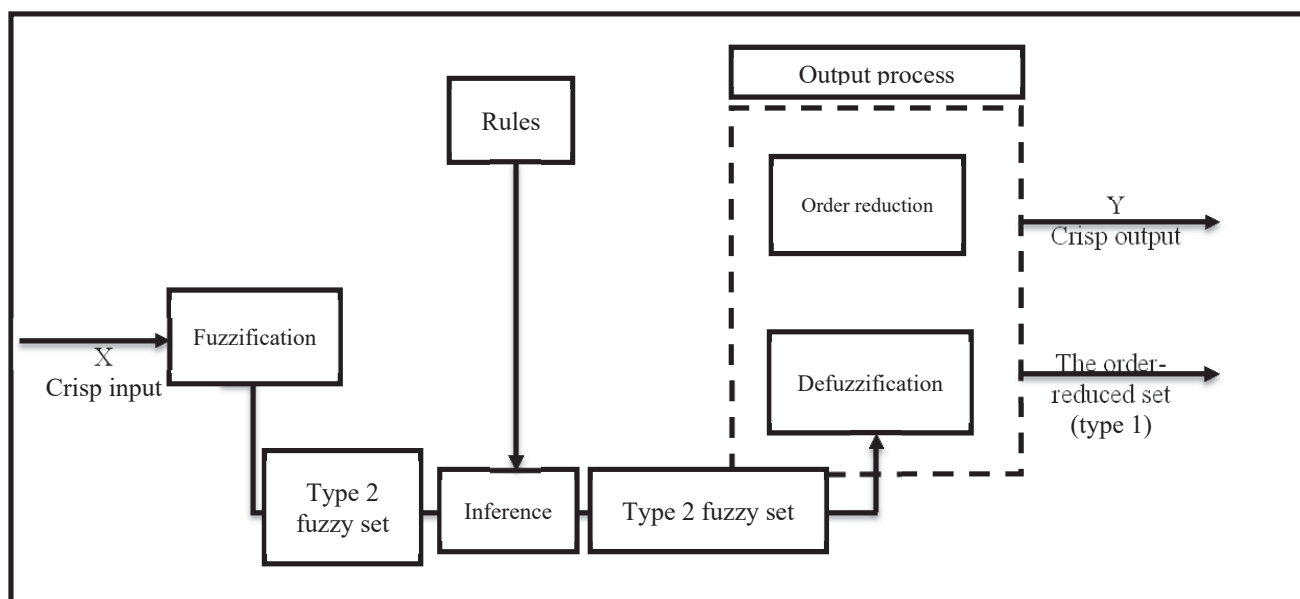 Output process
Rules
Order reduction
Y
Crisp output
Fuzzification
X
Crisp input
The order-
reduced set
(type 1)
Defuzzification
Type 2
fuzzy set
Inference
Type 2 fuzzy set